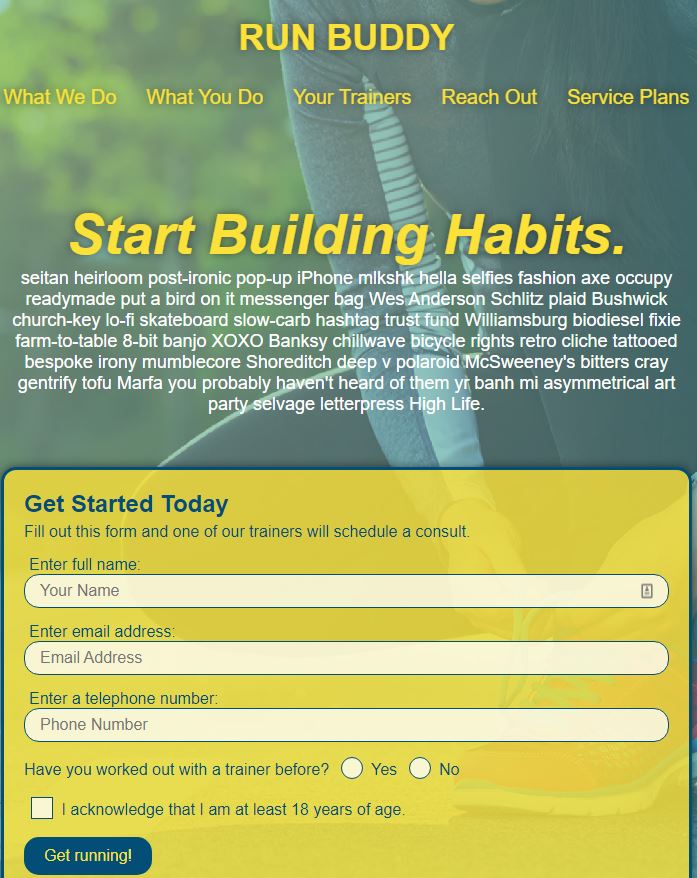 RUN BUDDY
What We Do What You Do Your Trainers Reach Out Service Plans
Start Building Habits.
seitan heirloom post-ironic pop-up iPhone mlkshk hella selfies fashion axe occupy
readymade put a bird on it messenger bag Wes Anderson Schlitz plaid Bushwick
church-key lo-fi skateboard slow-carb hashtag trust fund Williamsburg biodiesel fixie
farm-to-table 8-bit banjo XOXO Banksy chillwave bicycle rights retro cliche tattooed
bespoke irony mumblecore Shoreditch deep v polaroid McSweeney's bitters cray
gentrify tofu Marfa you probably haven't heard of them yr banh mi asymmetrical art
party selvage letterpress High Life.
Get Started Today
Fill out this form and one of our trainers will schedule a consult.
Enter full name:
Your Name
Enter email address:
Email Address
Enter a telephone number:
Phone Number
Have you worked out with a trainer before? Yes No
I acknowledge that I am at least 18 years of age.
Get running!